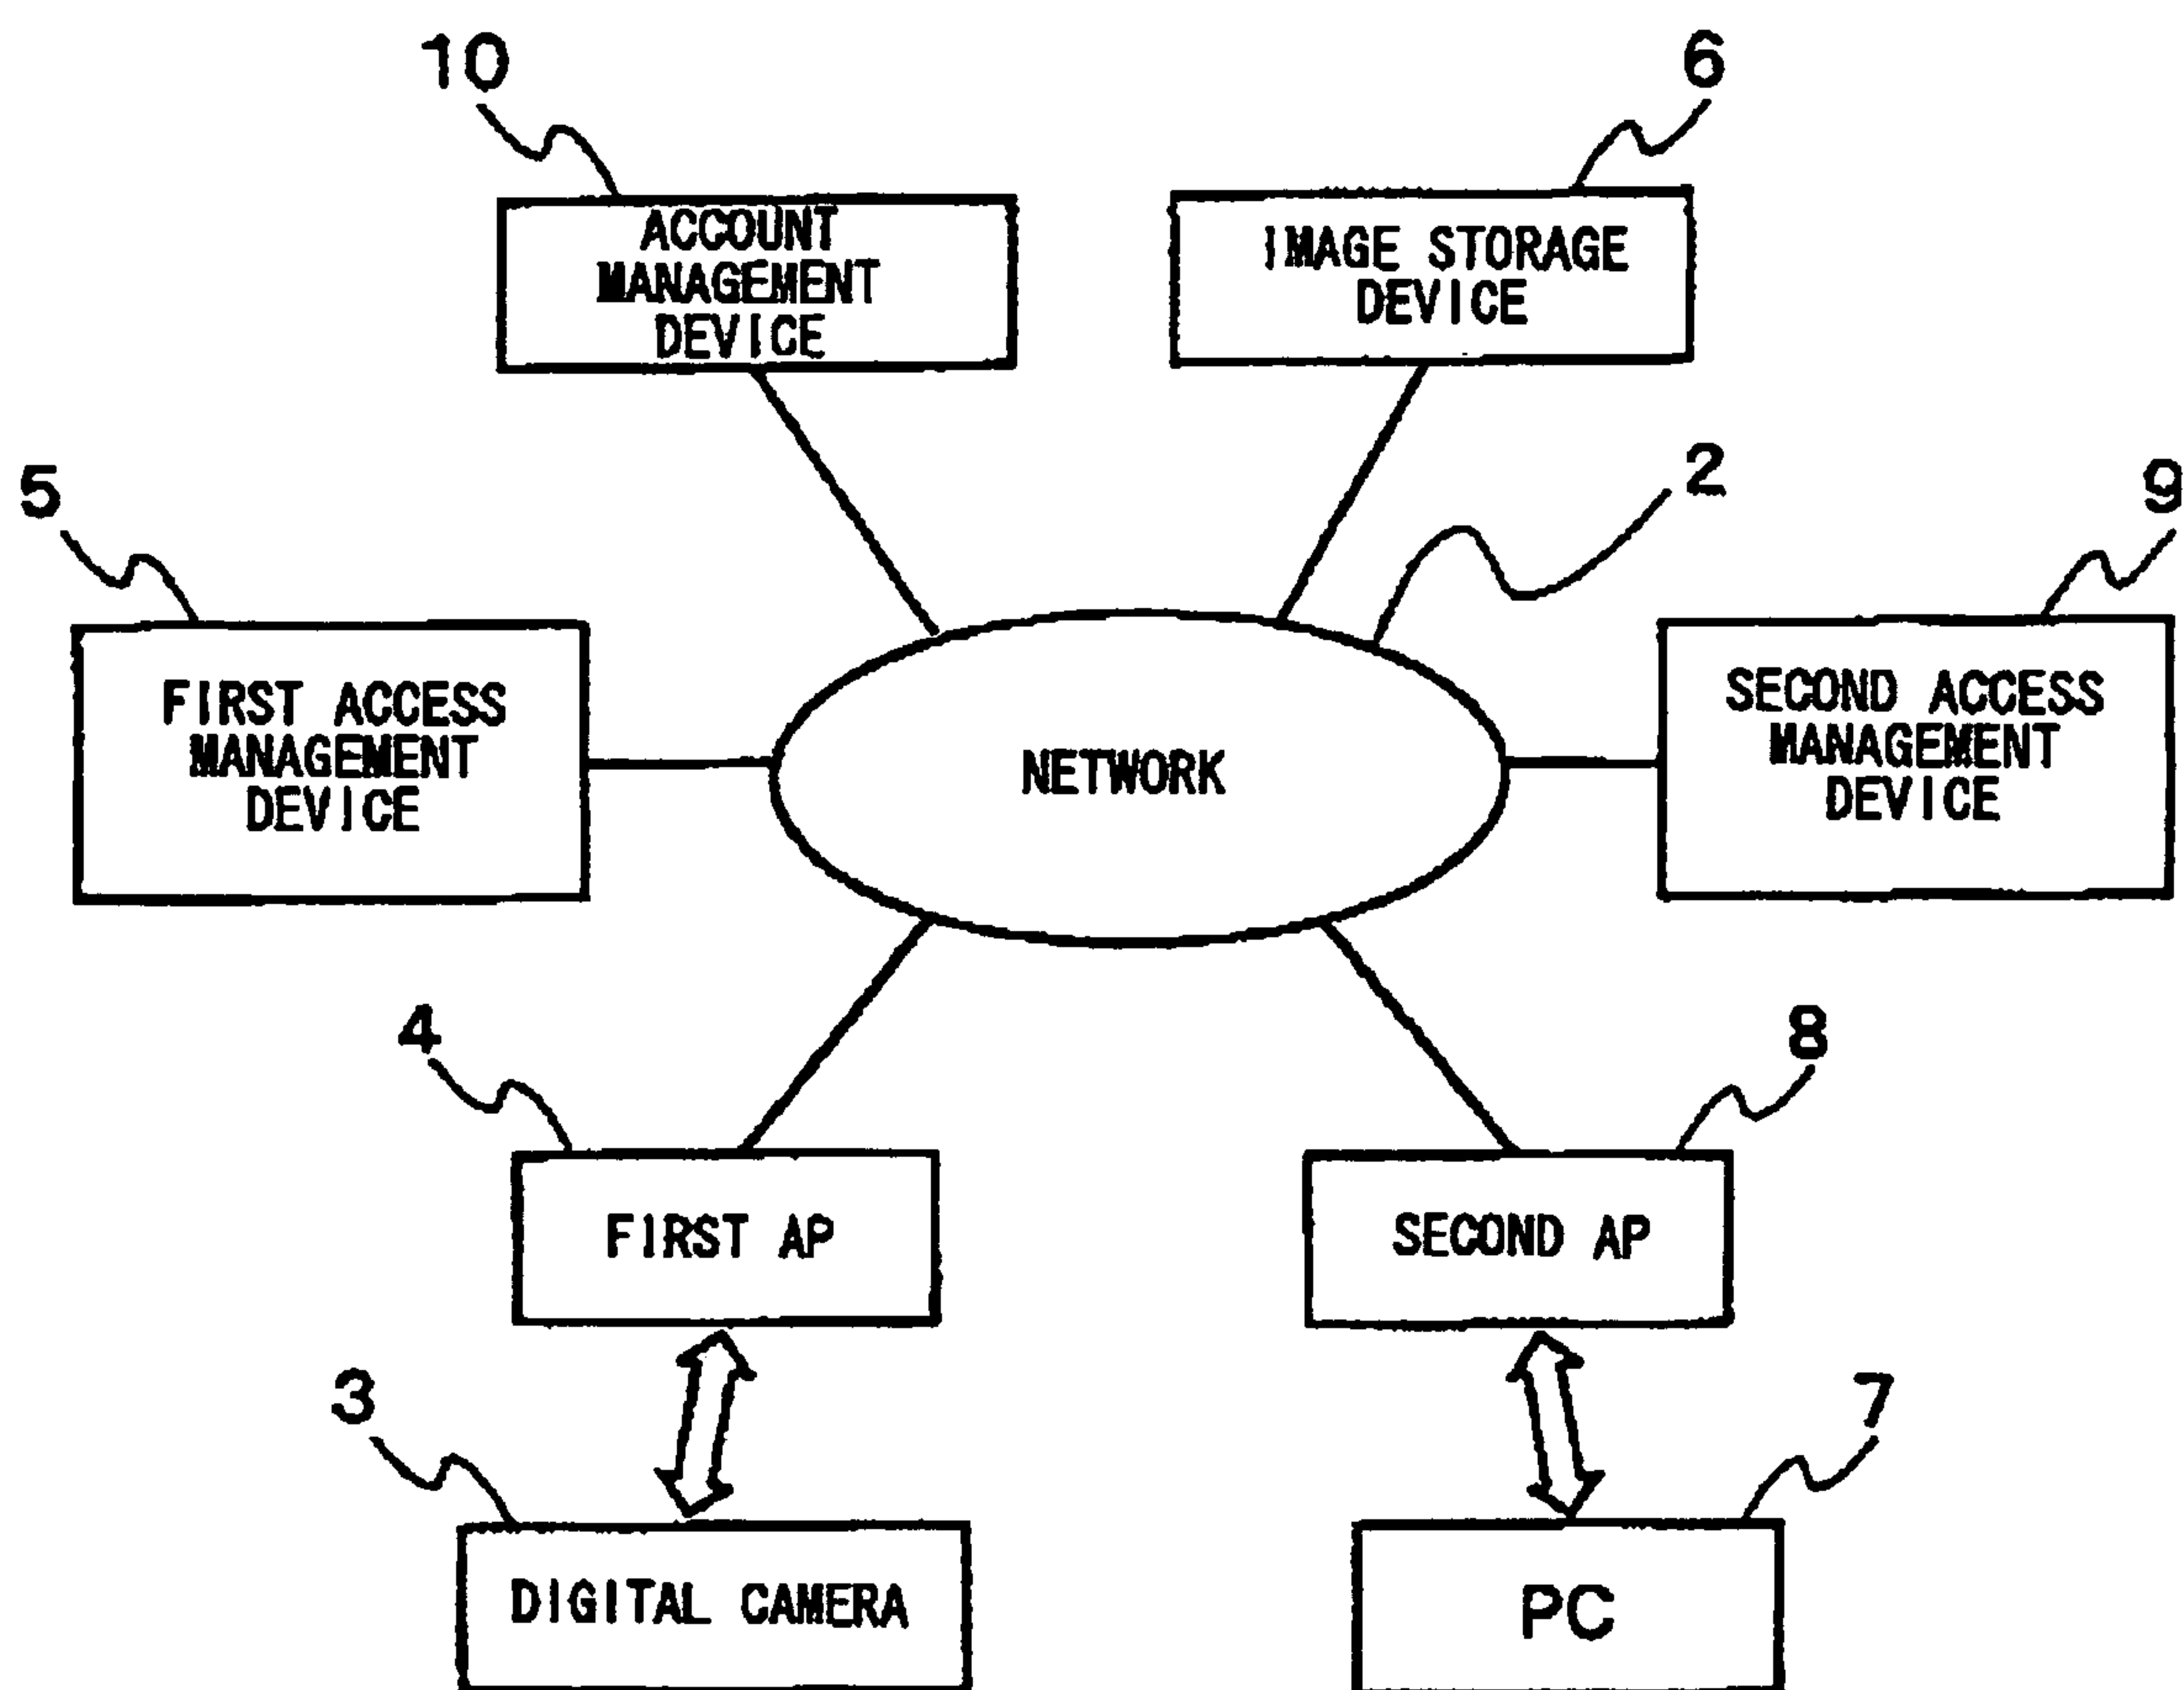 10
6
ACCOUNT
MANAGEMENT
DEVICE
IMAGE STORAGE
DEVICE
5
2
9
FIRST ACCESS
MANAGEMENT
DEVICE
NETWORK
SECOND ACCESS
MANAGEMENT
DEVICE
4
8
FIRST AP
SECOND AP
3
7
DIGITAL CAMERA
PC